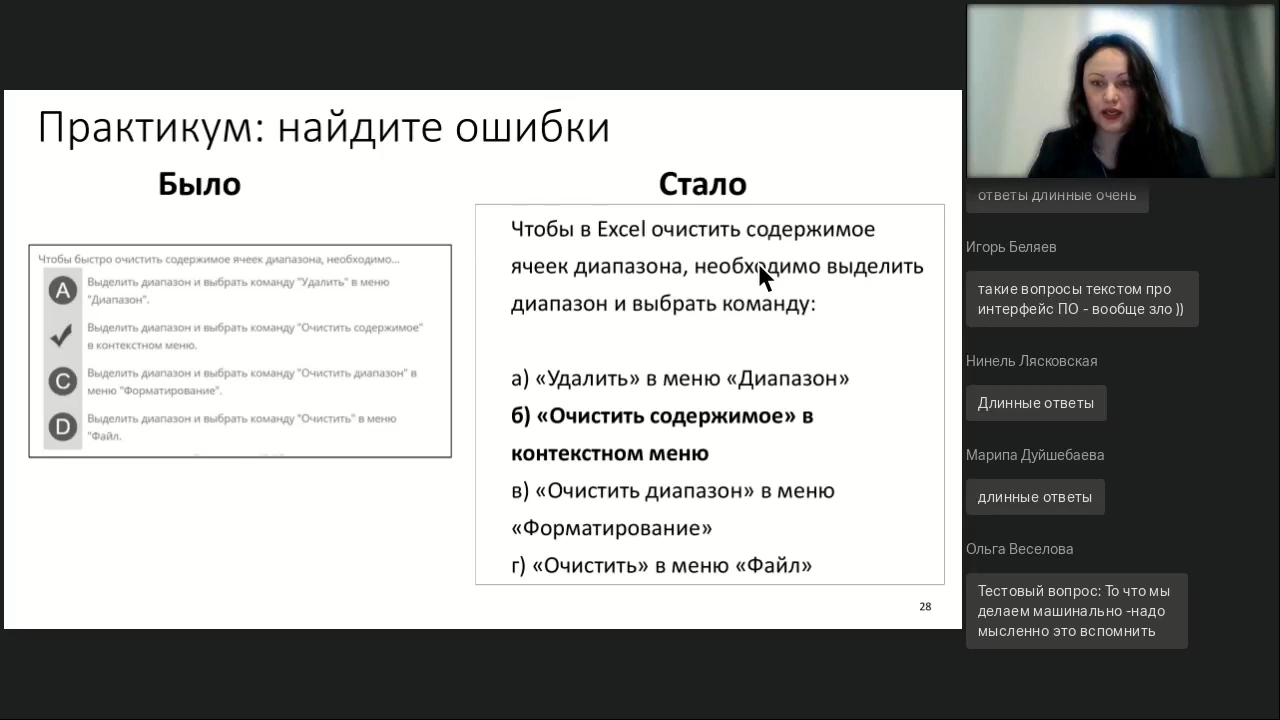 Практикум: найдите ошибки
Было
Чтобы быстро очистить содержимое ячеек диапазона, необходимо...
A
Выделить диапазон и выбрать команду "Удалить" в меню
"Диапазон".
Выделить диапазон и выбрать команду "Очистить содержимое"
в контекстном меню.
C
Выделить диапазон и выбрать команду "Очистить диапазон" в
меню "Форматирование".
D
Выделить диапазон и выбрать команду "Очистить" в меню
"Файл.
Стало
Чтобы в Excel очистить содержимое
ячеек диапазона, необходимо выделить
диапазон и выбрать команду:
а) «Удалить» в меню «Диапазон»
б) «Очистить содержимое» в
контекстном меню
в) «Очистить диапазон» в меню
«Форматирование»
г) «Очистить» в меню «Файл»
28
ответы длинные очень
Игорь Беляев
такие вопросы текстом про
интерфейс ПО - вообще зло ))
Нинель Лясковская
Длинные ответы
Марипа Дуйшебаева
длинные ответы
Ольга Веселова
Тестовый вопрос: То что мы
делаем машинально -надо
мысленно это вспомнить